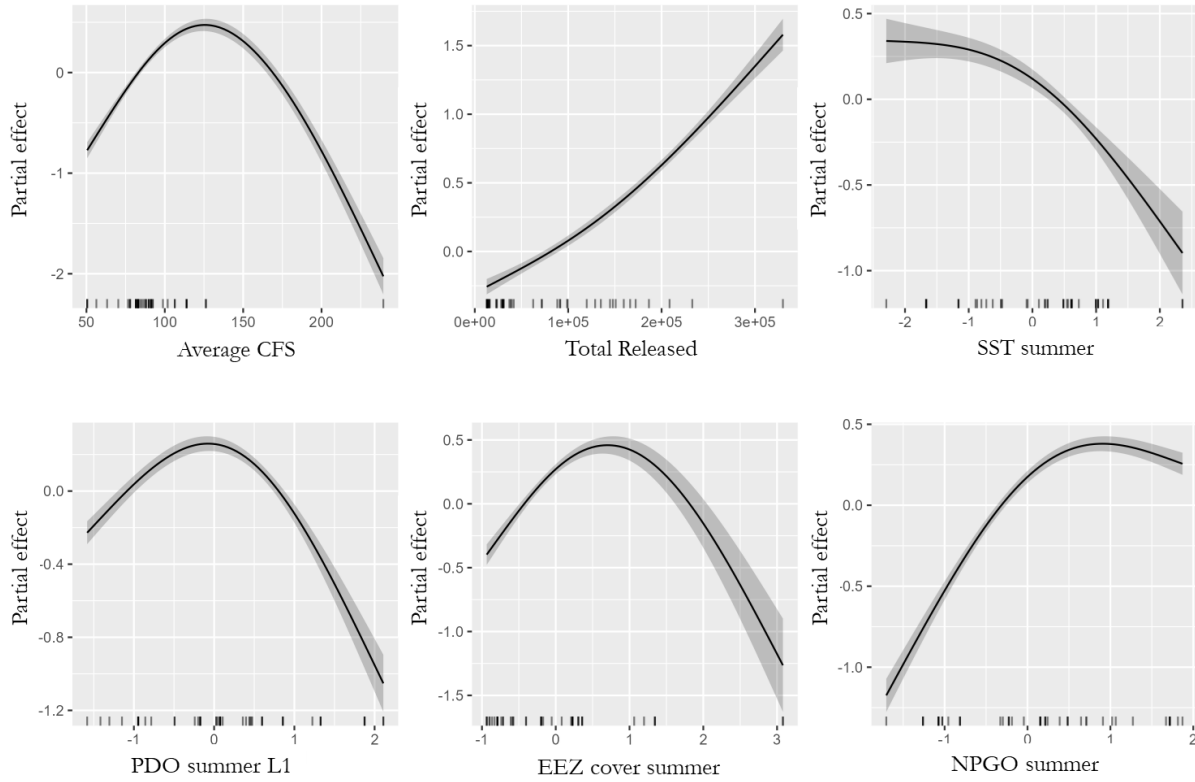 Partial effect
0
-1
-2
50
100
150
200
Average CFS
Partial effect
1.5
1.0
0.5
0.0
0e+00
1e+05
2e+05
3e+05
Total Released
Partial effect
0.5
0.0
-0.5
-1.0
-2
-1
0
1
2
SST summer
Partial effect
0.0
-0.4
-0.8
-1.2
-1
0
1
2
PDO summer L1
Partial effect
0.5
0.0
-0.5
-1.0
-1.5
-1
0
1
2
3
EEZ cover summer
Partial effect
0.5
0.0
-0.5
-1.0
-1
0
1
2
NPGO summer